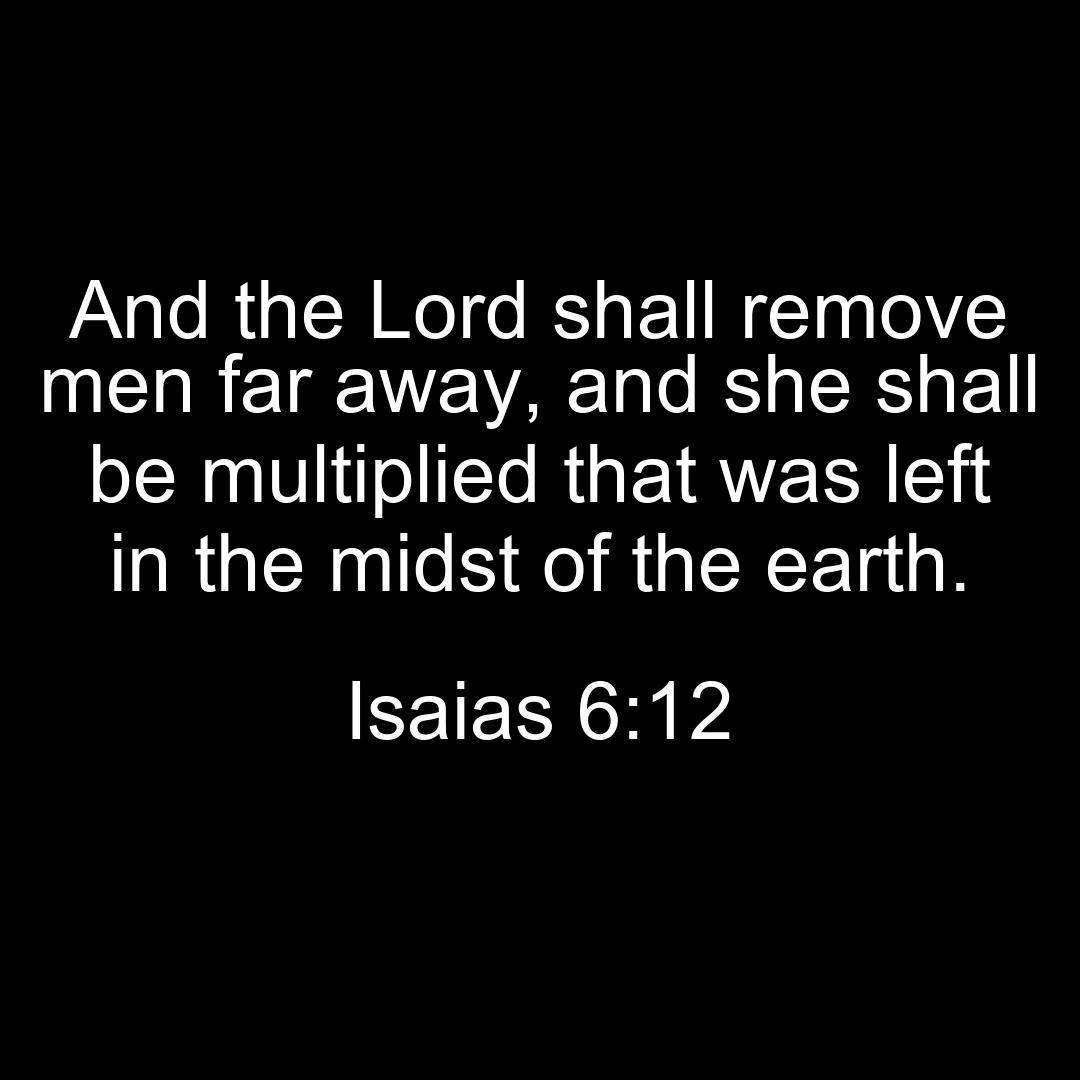 And the Lord shall remove
men far away, and she shall
be multiplied that was left
in the midst of the earth.
Isaias 6:12